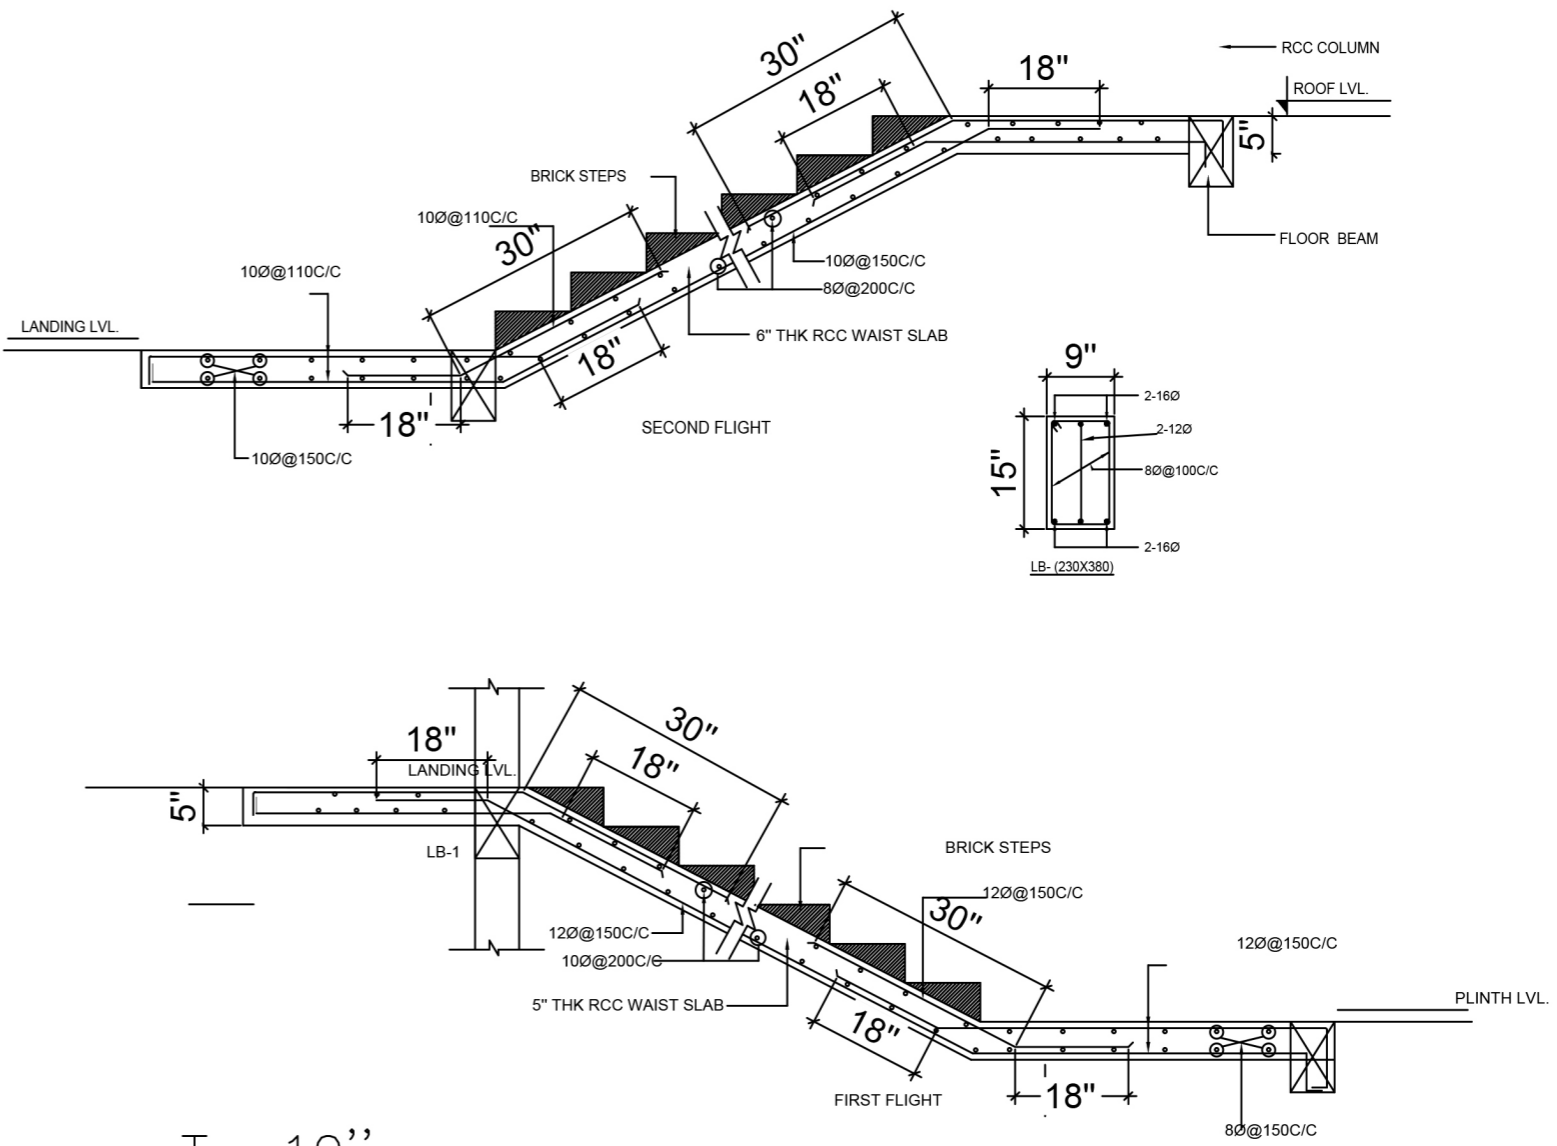 30"
18"
18"
RCC COLUMN
ROOF LVL.
5"
BRICK STEPS
10Ø@110C/C
30"
FLOOR BEAM
10Ø@110C/C
10Ø@150C/C
8Ø@200C/C
LANDING LVL.
6" THK RCC WAIST SLAB
18"
18"
SECOND FLIGHT
10Ø@150C/C
9"
2-16Ø
2-12Ø
15"
8Ø@100C/C
2-16Ø
LB- (230X380)
30"
18"
18"
LANDING LVL.
5"
LB-1
BRICK STEPS
12Ø@150C/C
30"
12Ø@150C/C
12Ø@150C/C
10Ø@200C/C
5" THK RCC WAIST SLAB
PLINTH LVL.
18"
18"
FIRST FLIGHT
8Ø@150C/C